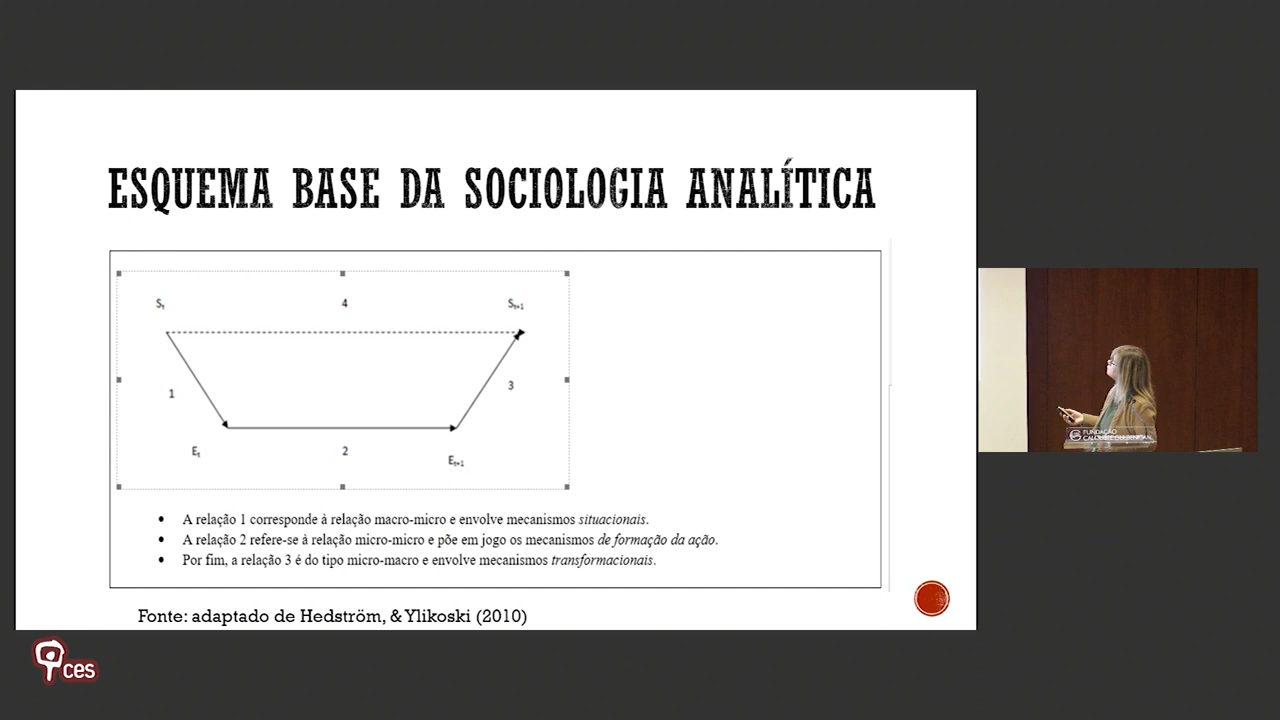 ESQUEMA BASE DA SOCIOLOGIA ANALÍTICA
St 4 St+1
1 3
Et 2 Et+1
• A relação 1 corresponde à relação macro-micro e envolve mecanismos situacionais.
• A relação 2 refere-se à relação micro-micro e põe em jogo os mecanismos de formação da ação.
• Por fim, a relação 3 é do tipo micro-macro e envolve mecanismos transformacionais.
Fonte: adaptado de Hedström, & Ylikoski (2010)
FUNDAÇÃO
CALOUSTE GULBENKIAN
ces